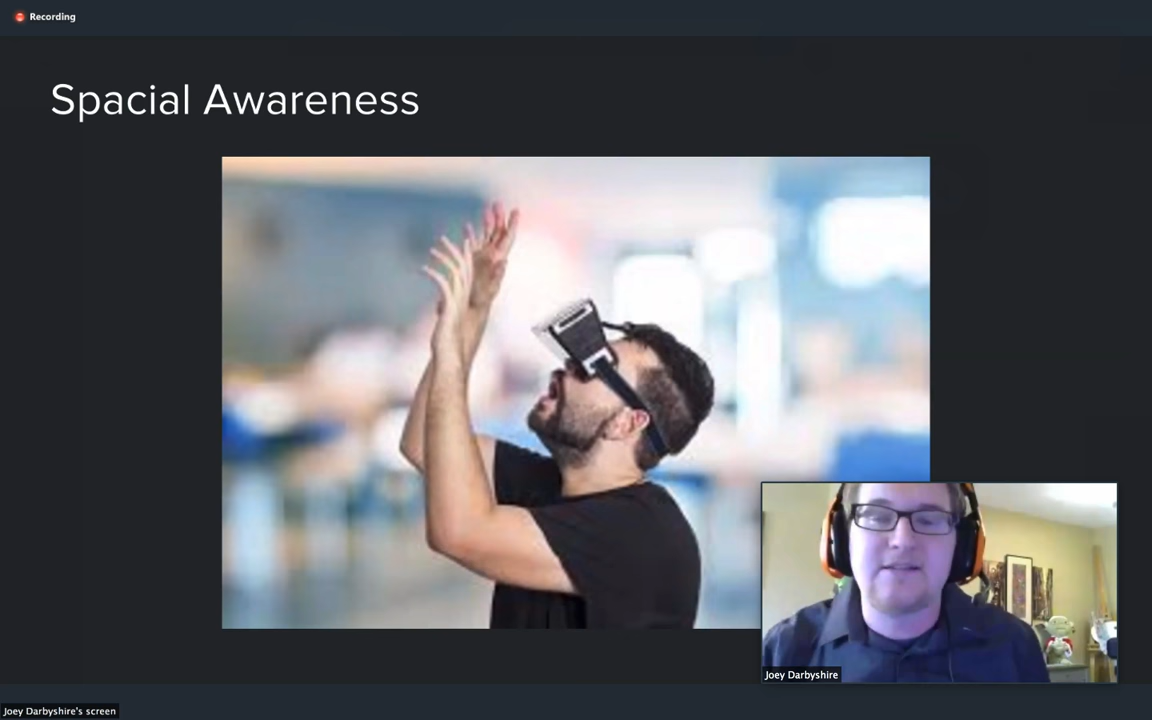 Recording
Spacial Awareness
Joey Darbyshire
Joey Darbyshire's screen